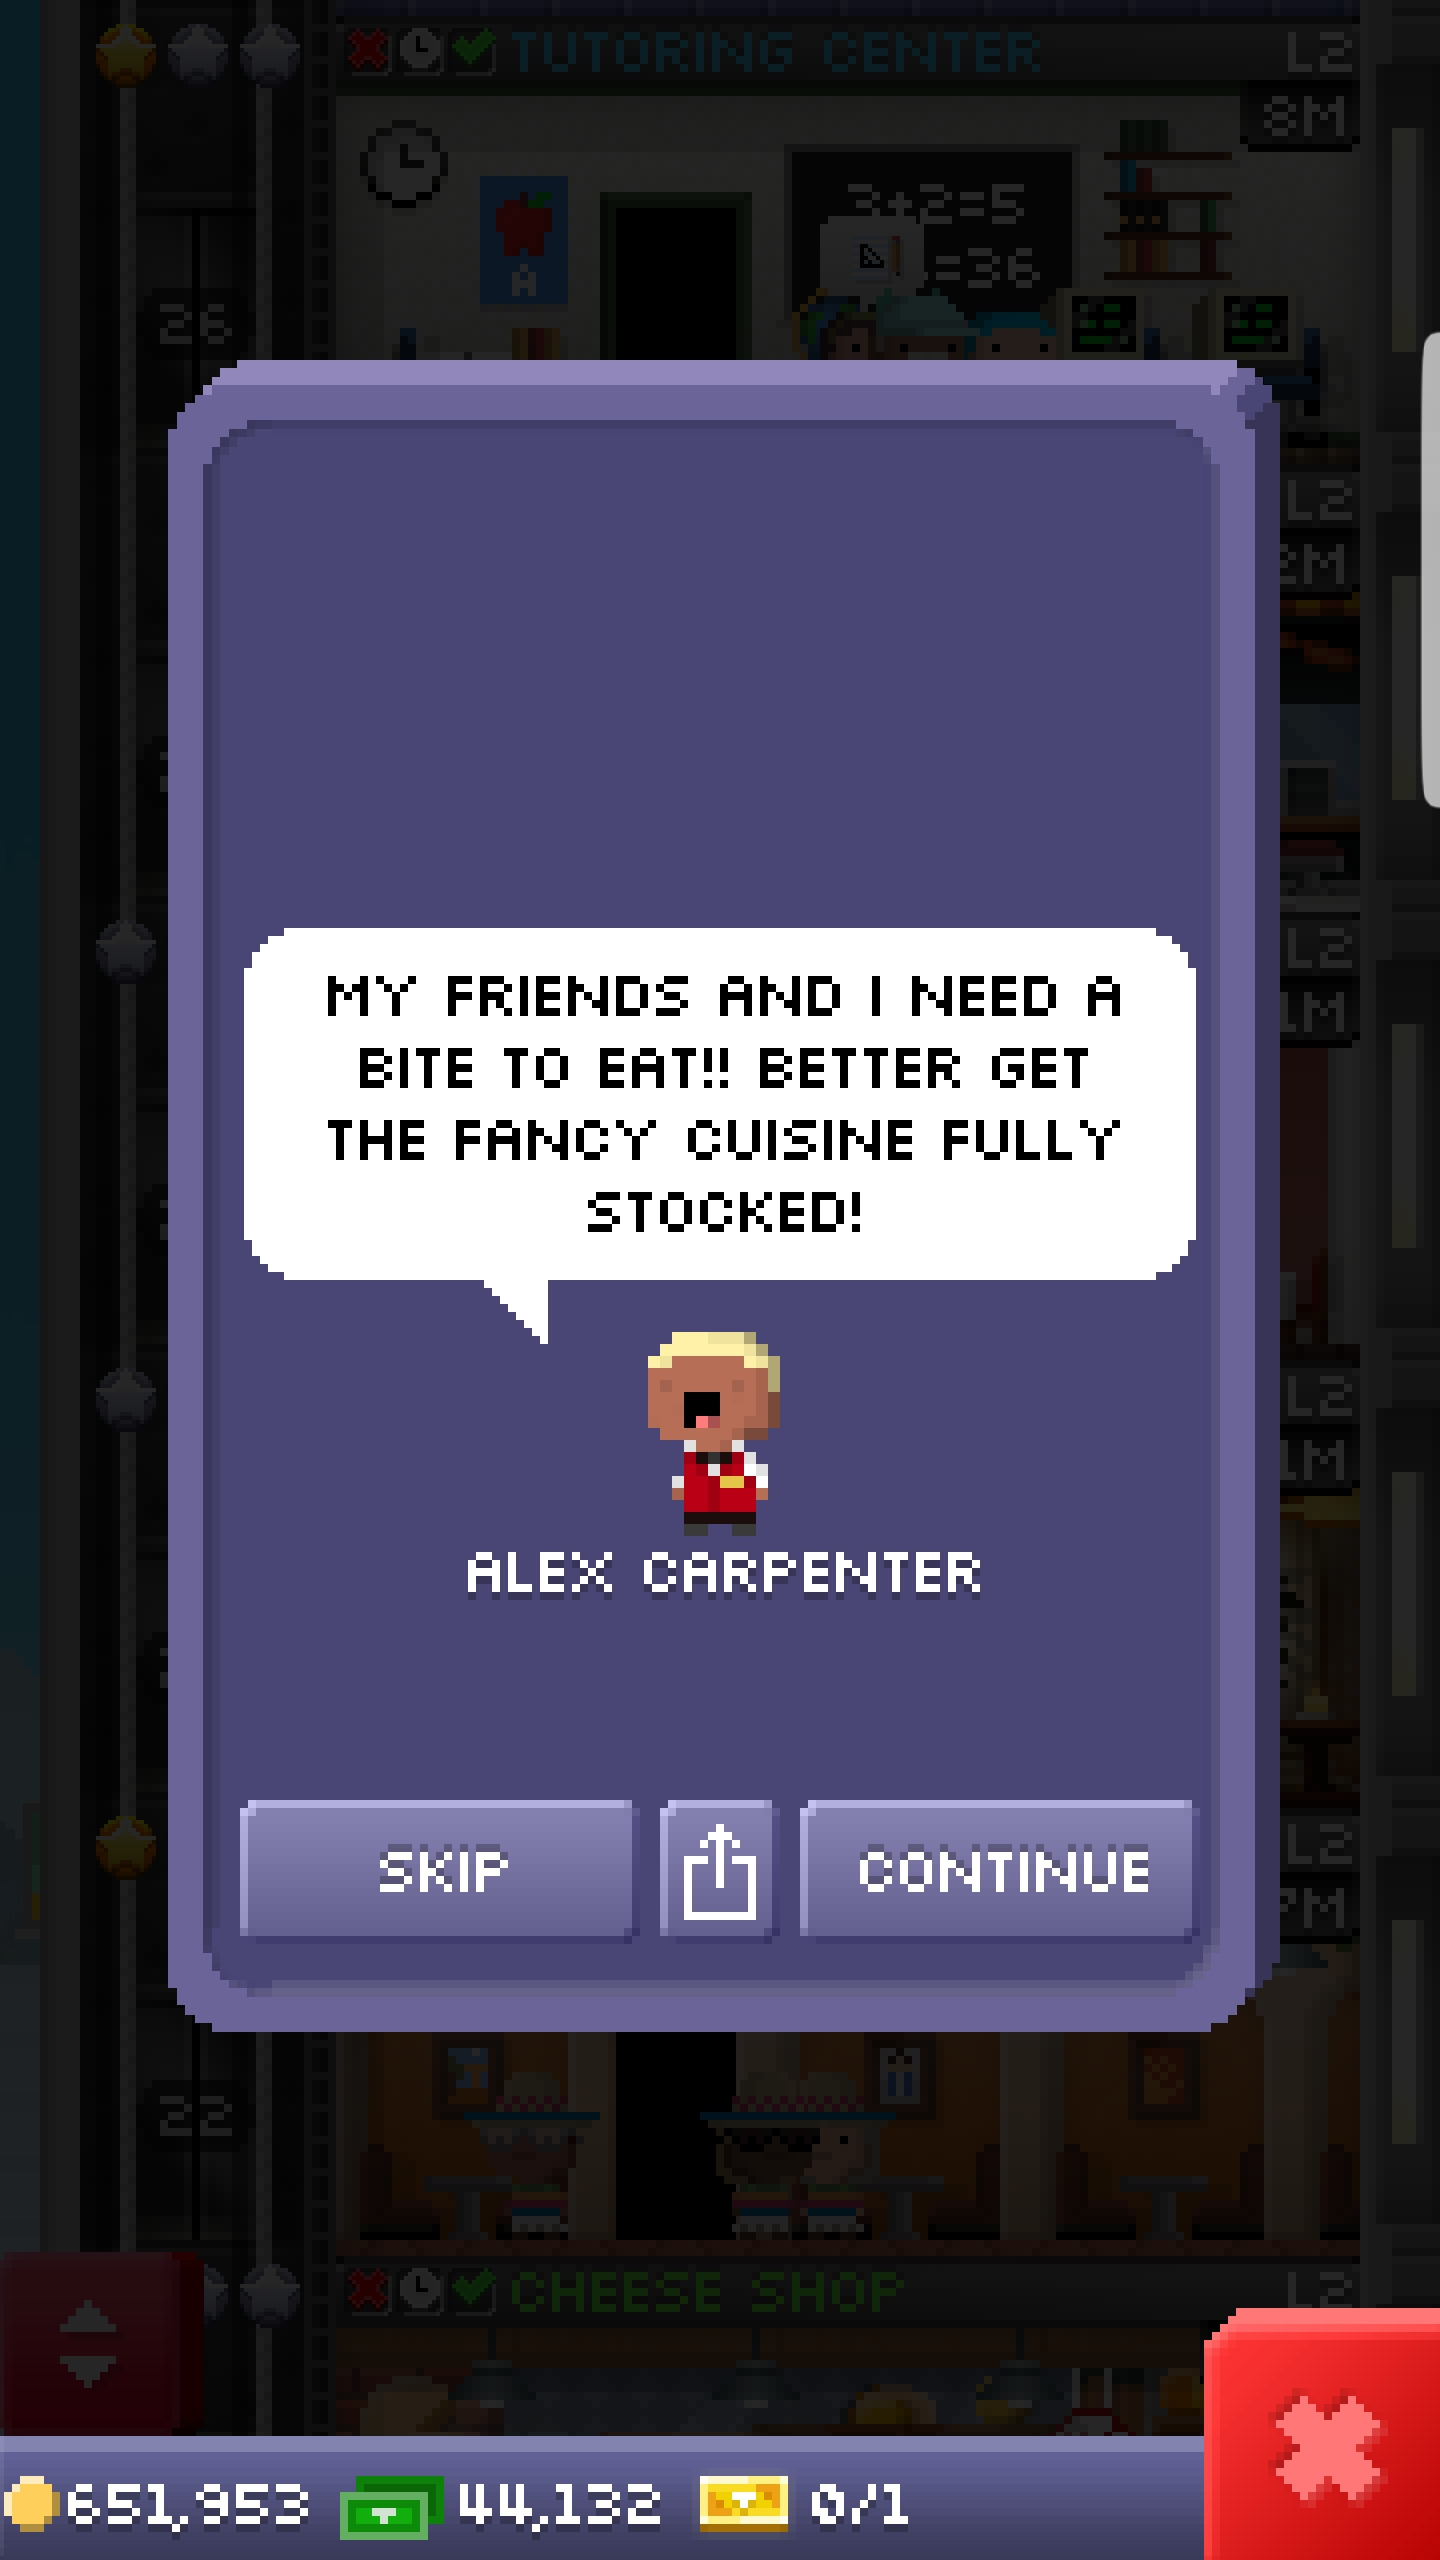 TUTORING CENTER L2
8M
3+2=5
=36
A
26
L2
2M
MY FRIENDS AND I NEED A
BITE TO EAT!! BETTER GET
THE FANCY CUISINE FULLY
STOCKED!
L2
1M
L2
1M
ALEX CARPENTER
L2
SKIP
CONTINUE
22
CHEESE SHOP L2
651,953 44,132 0/1